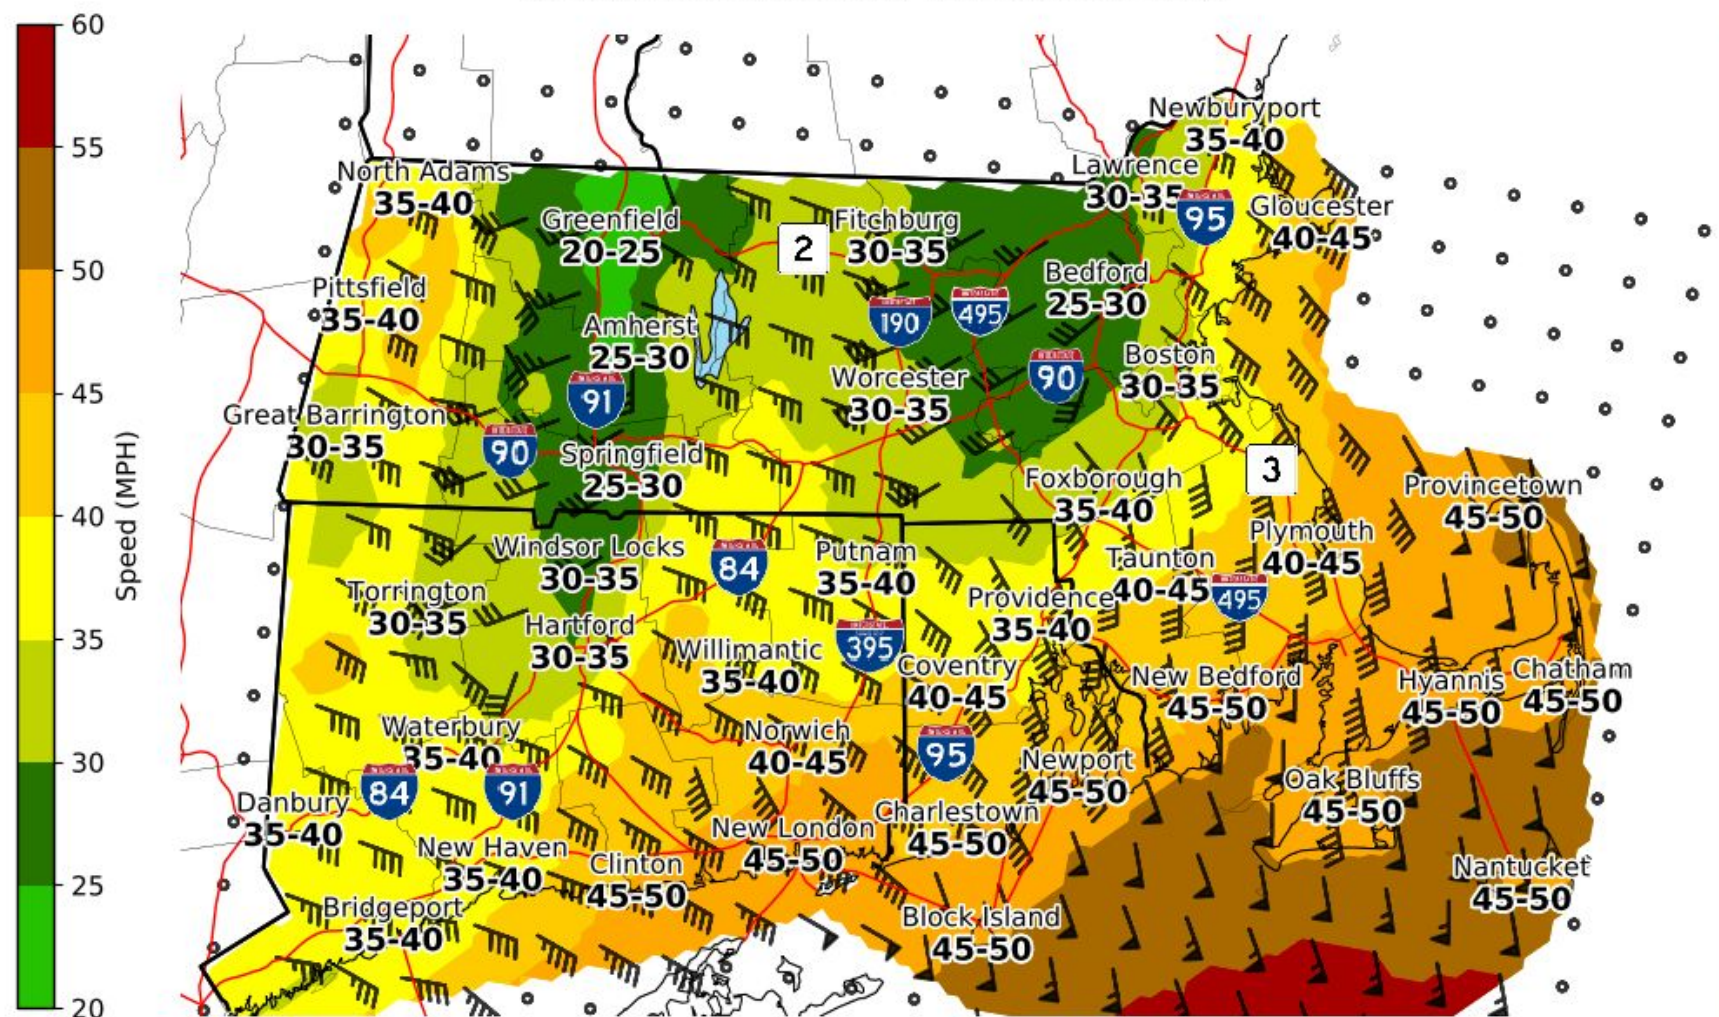 60
55
50
45
40
35
30
25
20
Speed (MPH)
Newburyport
35-40
Lawrence
30-35
95
North Adams
35-40
Gloucester
40-45
Greenfield
20-25
2
Fitchburg
30-35
Bedford
25-30
Pittsfield
35-40
190
495
Amherst
25-30
Boston
30-35
90
Worcester
30-35
91
Great Barrington
30-35
90
Springfield
25-30
3
Foxborough
35-40
Provincetown
45-50
Plymouth
40-45
Windsor Locks
30-35
84
Putnam
35-40
Taunton
40-45
495
Torrington
30-35
Providence
35-40
Hartford
30-35
395
Willimantic
35-40
Coventry
40-45
New Bedford
45-50
Hyannis
45-50
Chatham
45-50
Waterbury
35-40
Norwich
40-45
95
Newport
45-50
Oak Bluffs
45-50
84
91
Danbury
35-40
Charlestown
45-50
New London
45-50
New Haven
35-40
Clinton
45-50
Nantucket
45-50
Bridgeport
35-40
Block Island
45-50